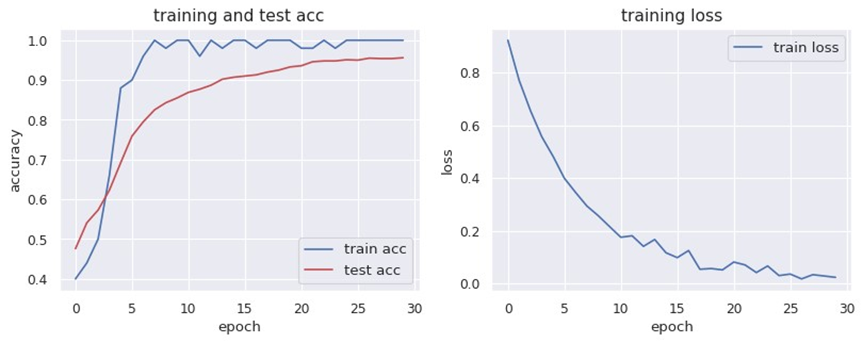 training and test acc
1.0
0.9
0.8
0.7
0.6
0.5
0.4
accuracy
train acc
test acc
0 5 10 15 20 25 30
epoch
training loss
train loss
0.8
0.6
0.4
0.2
0.0
loss
0 5 10 15 20 25 30
epoch